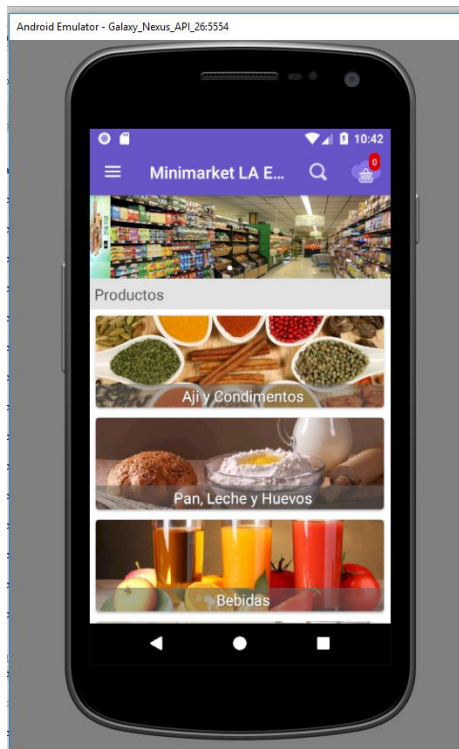 Android Emulator - Galaxy_Nexus_API_26:5554
10:42
Minimarket LA E...
0
Productos
Aji y Condimentos
Pan, Leche y Huevos
Bebidas